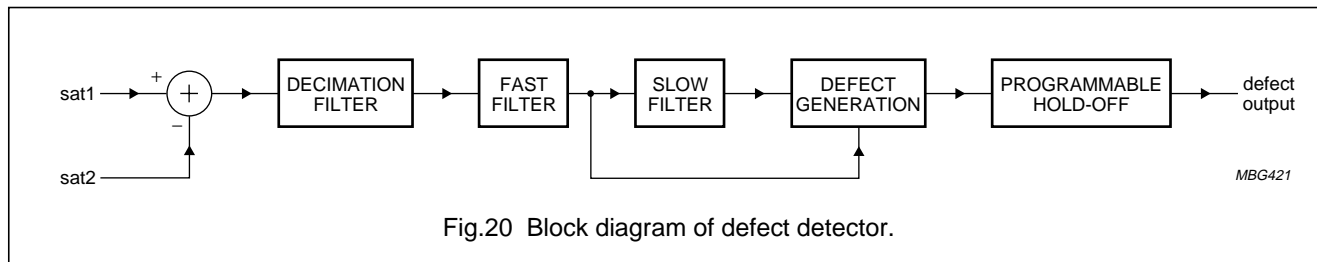 sat1
+
+
−
sat2
DECIMATION
FILTER
FAST
FILTER
SLOW
FILTER
DEFECT
GENERATION
PROGRAMMABLE
HOLD-OFF
defect
output
MBG421
Fig.20 Block diagram of defect detector.